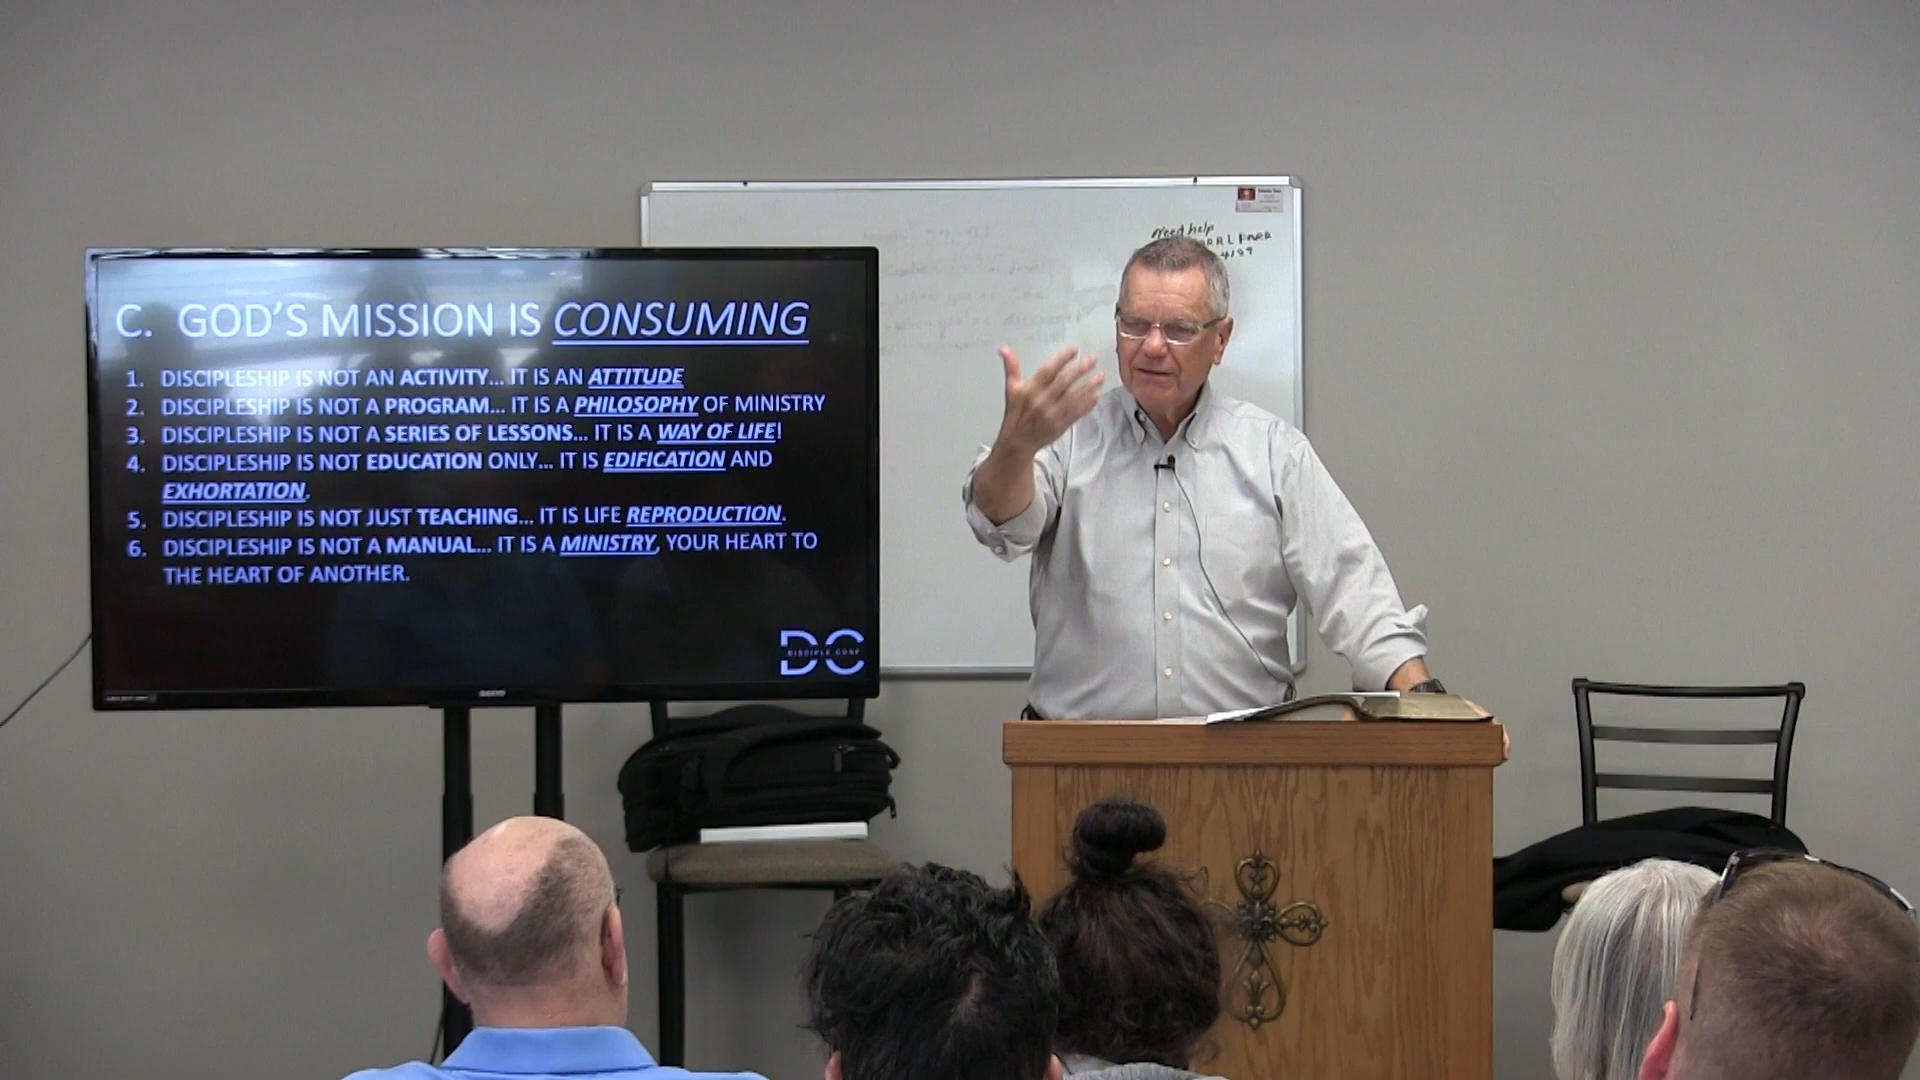 C. GOD'S MISSION IS CONSUMING
1. DISCIPLESHIP IS NOT AN ACTIVITY... IT IS AN ATTITUDE
2. DISCIPLESHIP IS NOT A PROGRAM... IT IS A PHILOSOPHY OF MINISTRY
3. DISCIPLESHIP IS NOT A SERIES OF LESSONS... IT IS A WAY OF LIFE!
4. DISCIPLESHIP IS NOT EDUCATION ONLY... IT IS EDIFICATION AND
EXHORTATION.
5. DISCIPLESHIP IS NOT JUST TEACHING... IT IS LIFE REPRODUCTION.
6. DISCIPLESHIP IS NOT A MANUAL... IT IS A MINISTRY, YOUR HEART TO
THE HEART OF ANOTHER.
DC
DISCIPLE CONF
SANYO
need help